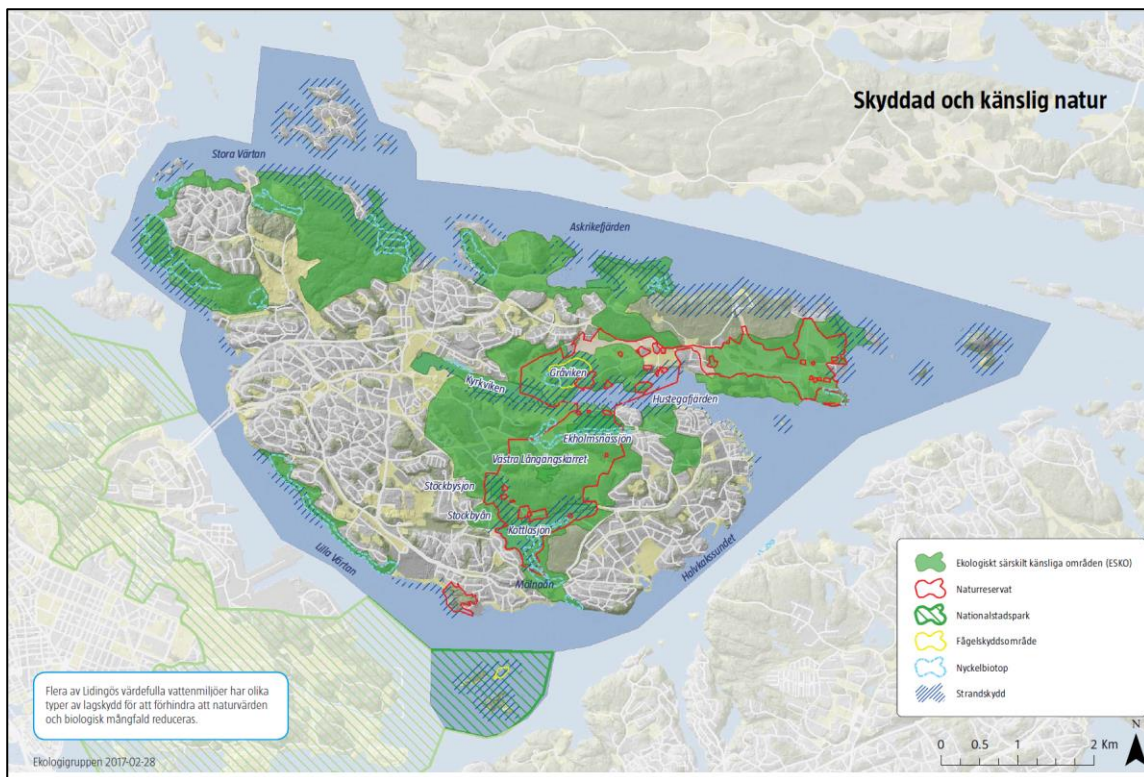 Skyddad och känslig natur
Stora Värtan
Askrikefjärden
Kyrkviken
Gråviken
Hustegafjärden
Ekholmsnässjön
Västra Långängskärret
Stockbysjön
Stockbyån
Kottlasjön
Lilla Värtan
Mölnaån
Halvkakssundet
Ekologiskt särskilt känsliga områden (ESKO)
Naturreservat
Nationalstadspark
Fågelskyddsområde
Nyckelbiotop
Strandskydd
Flera av Lidingös värdefulla vattenmiljöer har olika
typer av lagskydd för att förhindra att naturvärden
och biologisk mångfald reduceras.
Ekologigruppen 2017-02-28
N
0 0.5 1 2 Km